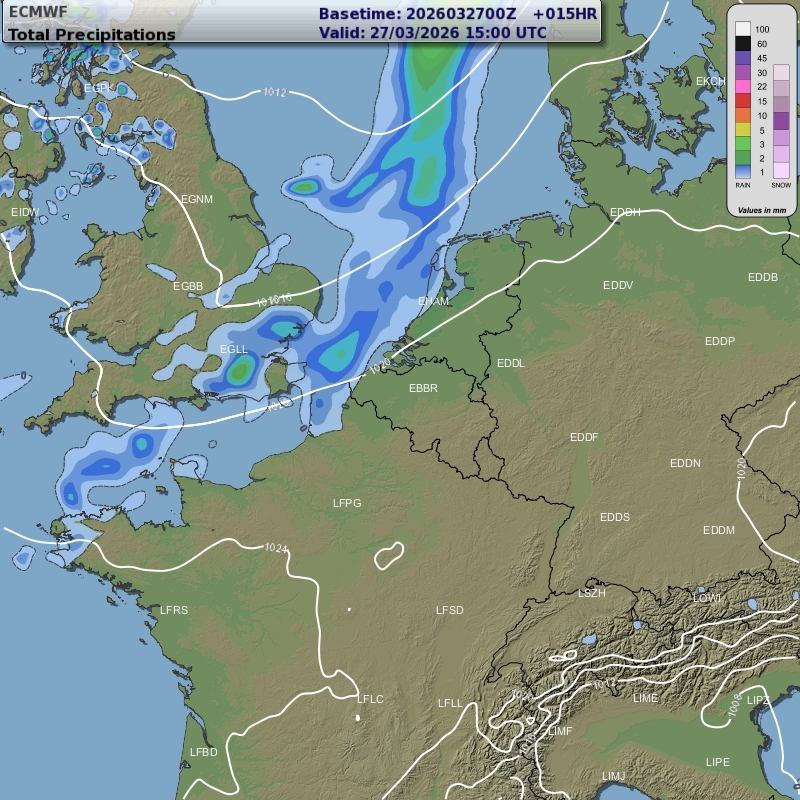 ECMWF
Basetime: 2026032700Z +015HR
Total Precipitations
Valid: 27/03/2026 15:00 UTC
100
60
45
30
22
15
10
5
3
2
1
RAIN SNOW
Values in mm
EKCH
1012
EGNM
EIDW
EDDH
EGBB
EDDB
EDDV
EHAM
1016
EDDP
EGLL
EDDL
1020
EBBR
EDDF
EDDN
1020
LFPG
EDDS
EDDM
1024
LSZH
LOWI
LFRS
LFSD
LFLC
LFLL
LIME
1012
LIPZ
1008
LIMF
LFBD
LIPE
LIMJ